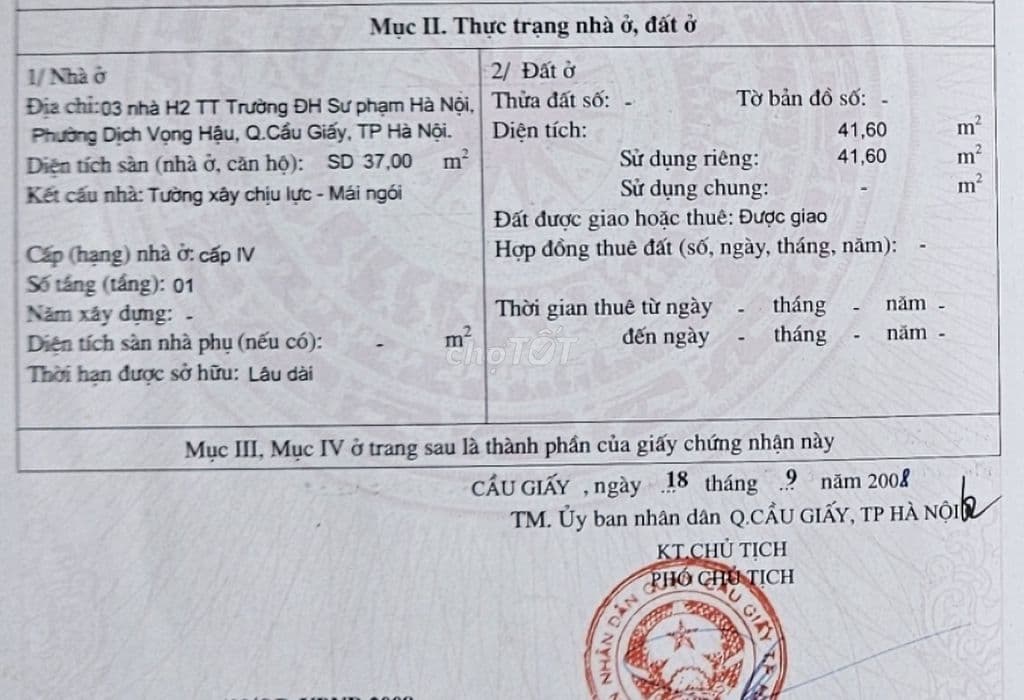 Mục II. Thực trạng nhà ở, đất ở
1/ Nhà ở
Địa chỉ:03 nhà H2 TT Trường ĐH Sư phạm Hà Nội,
Phường Dịch Vọng Hậu, Q.Cầu Giấy, TP Hà Nội.
Diện tích sàn (nhà ở, căn hộ): SD 37,00 m²
Kết cấu nhà: Tường xây chịu lực - Mái ngói
Cấp (hạng) nhà ở: cấp IV
Số tầng (tầng): 01
Năm xây dựng: -
Diện tích sàn nhà phụ (nếu có): - m²
Thời hạn được sở hữu: Lâu dài
2/ Đất ở
Thửa đất số: - Tờ bản đồ số: -
Diện tích: 41,60 m²
Sử dụng riêng: 41,60 m²
Sử dụng chung: - m²
Đất được giao hoặc thuê: Được giao
Hợp đồng thuê đất (số, ngày, tháng, năm): -
Thời gian thuê từ ngày - tháng - năm -
đến ngày - tháng - năm -
chợTỐT
Mục III, Mục IV ở trang sau là thành phần của giấy chứng nhận này
CẦU GIẤY , ngày 18 tháng 9 năm 2008
TM. Ủy ban nhân dân Q.CẦU GIẤY, TP HÀ NỘI
KT.CHỦ TỊCH
PHÓ CHỦ TỊCH
NHÂN DÂN QUẬN CẦU GIẤY